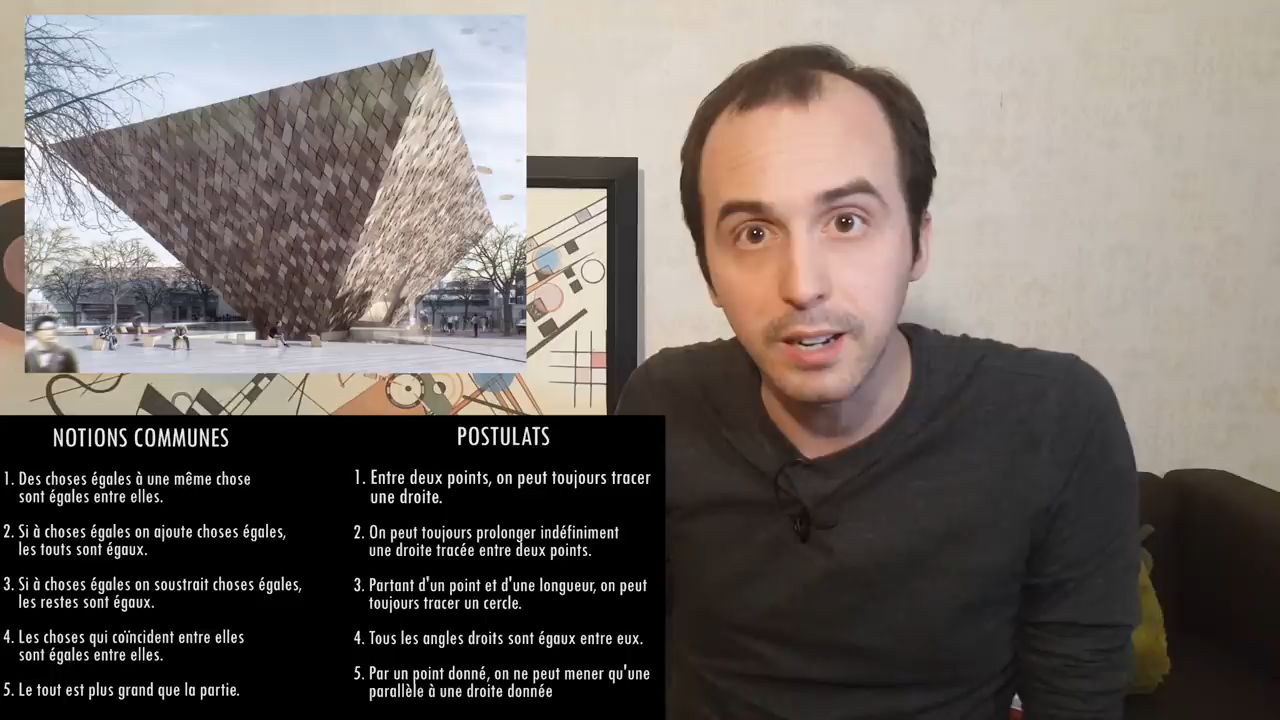 NOTIONS COMMUNES
1. Des choses égales à une même chose
sont égales entre elles.
2. Si à choses égales on ajoute choses égales,
les touts sont égaux.
3. Si à choses égales on soustrait choses égales,
les restes sont égaux.
4. Les choses qui coïncident entre elles
sont égales entre elles.
5. Le tout est plus grand que la partie.
POSTULATS
1. Entre deux points, on peut toujours tracer
une droite.
2. On peut toujours prolonger indéfiniment
une droite tracée entre deux points.
3. Partant d'un point et d'une longueur, on peut
toujours tracer un cercle.
4. Tous les angles droits sont égaux entre eux.
5. Par un point donné, on ne peut mener qu'une
parallèle à une droite donnée